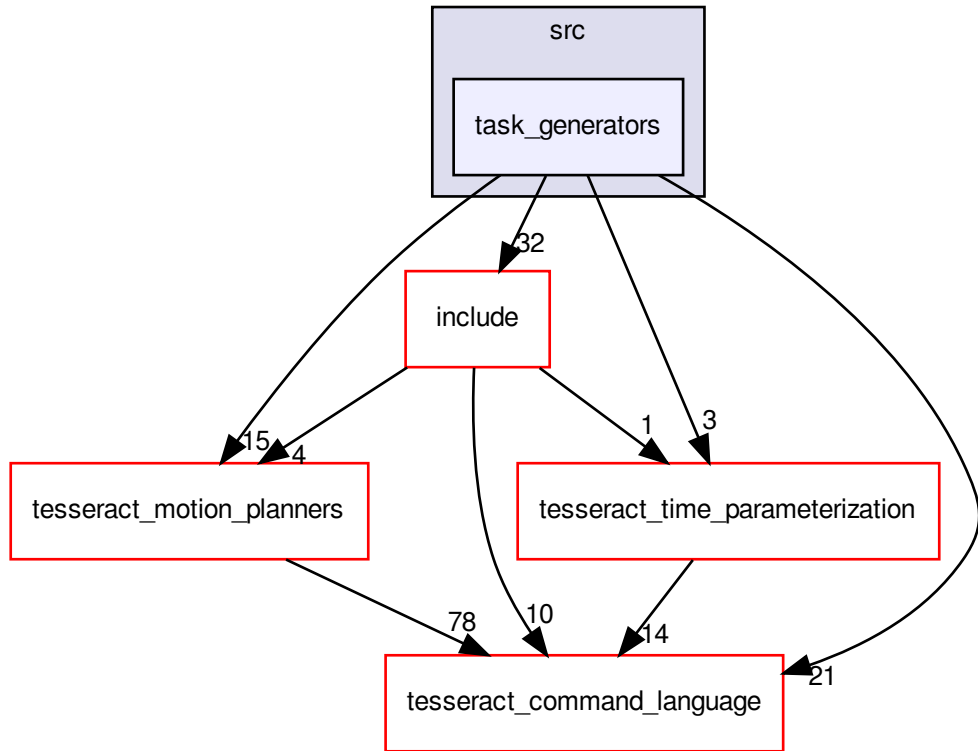 src
task_generators
32
include
15
4
1
3
tesseract_motion_planners
tesseract_time_parameterization
78
10
14
21
tesseract_command_language